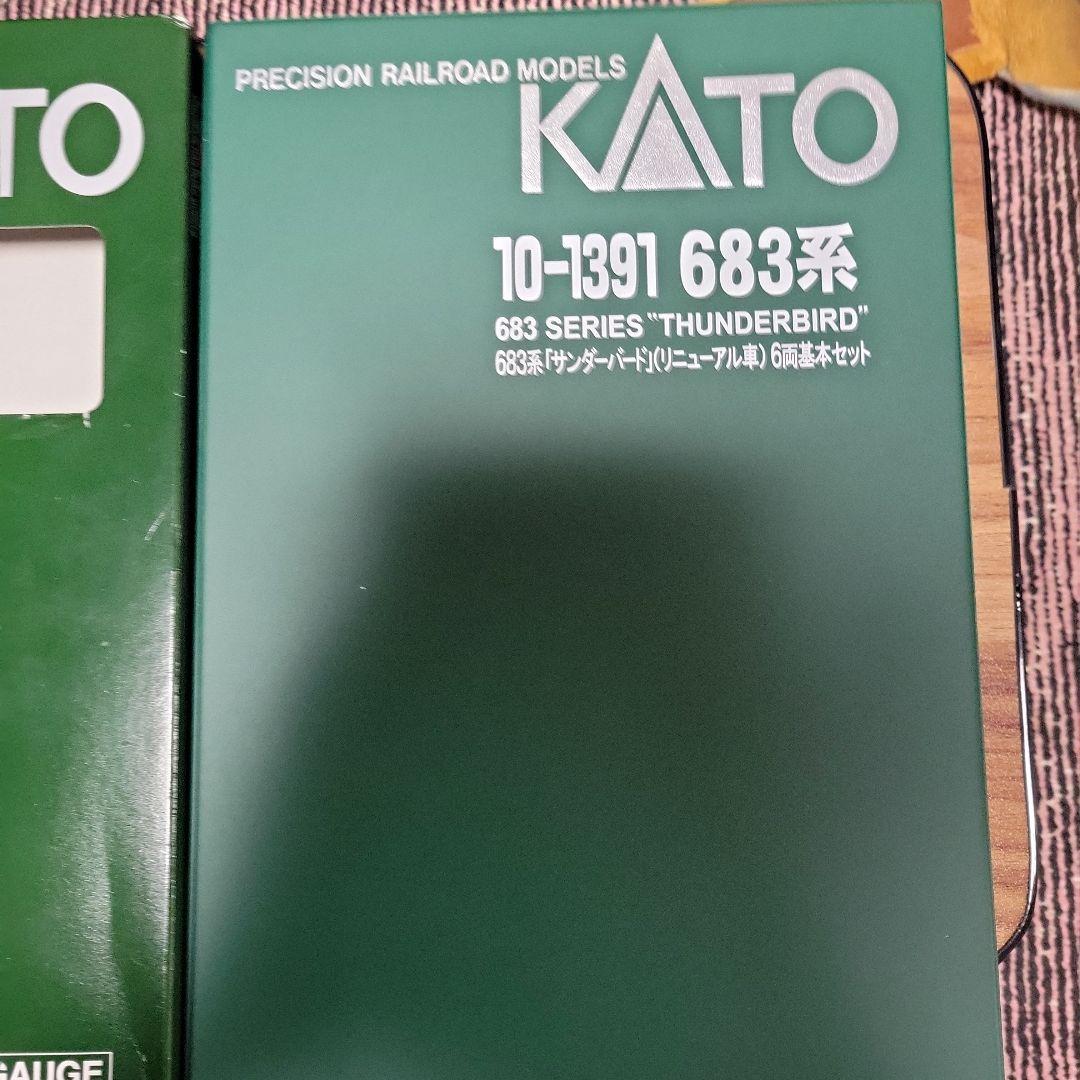 TO
GAUGE
PRECISION RAILROAD MODELS
KATO
10-1391 683系
683 SERIES "THUNDERBIRD"
683系「サンダーバード」(リニューアル車) 6両基本セット